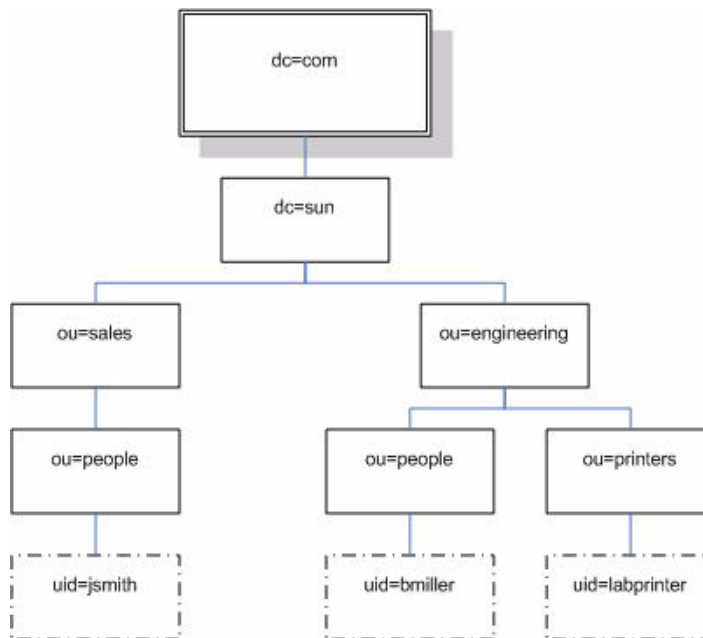 dc=com
dc=sun
ou=sales
ou=engineering
ou=people
ou=people
ou=printers
uid=jsmith
uid=bmiller
uid=labprinter